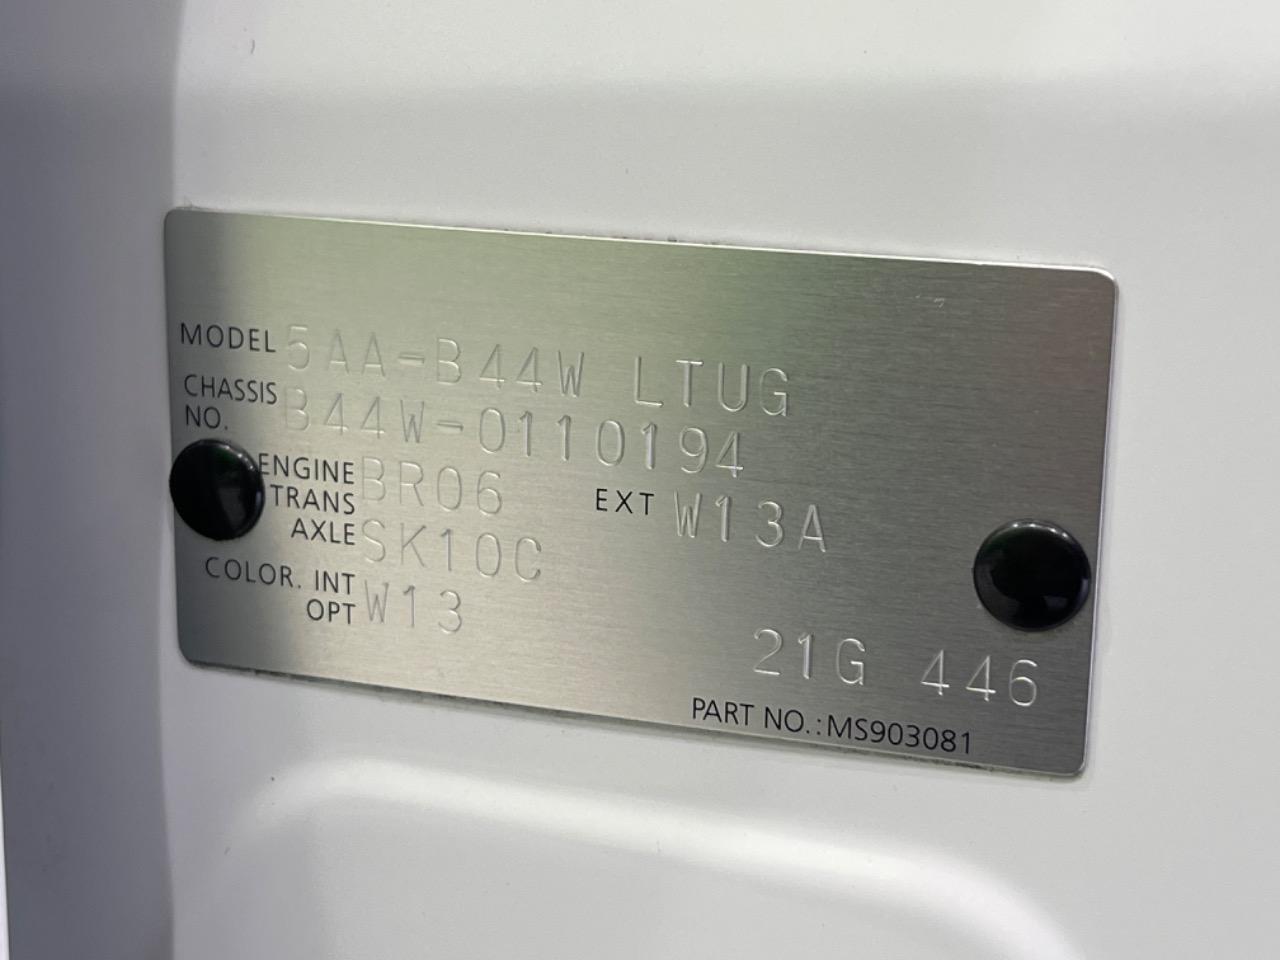 MODEL 5AA-B44W LTUG
CHASSIS NO. B44W-0110194
ENGINE BR06 EXT W13A
TRANS AXLE SK10C
COLOR. INT OPT W13
21G 446
PART NO.:MS903081